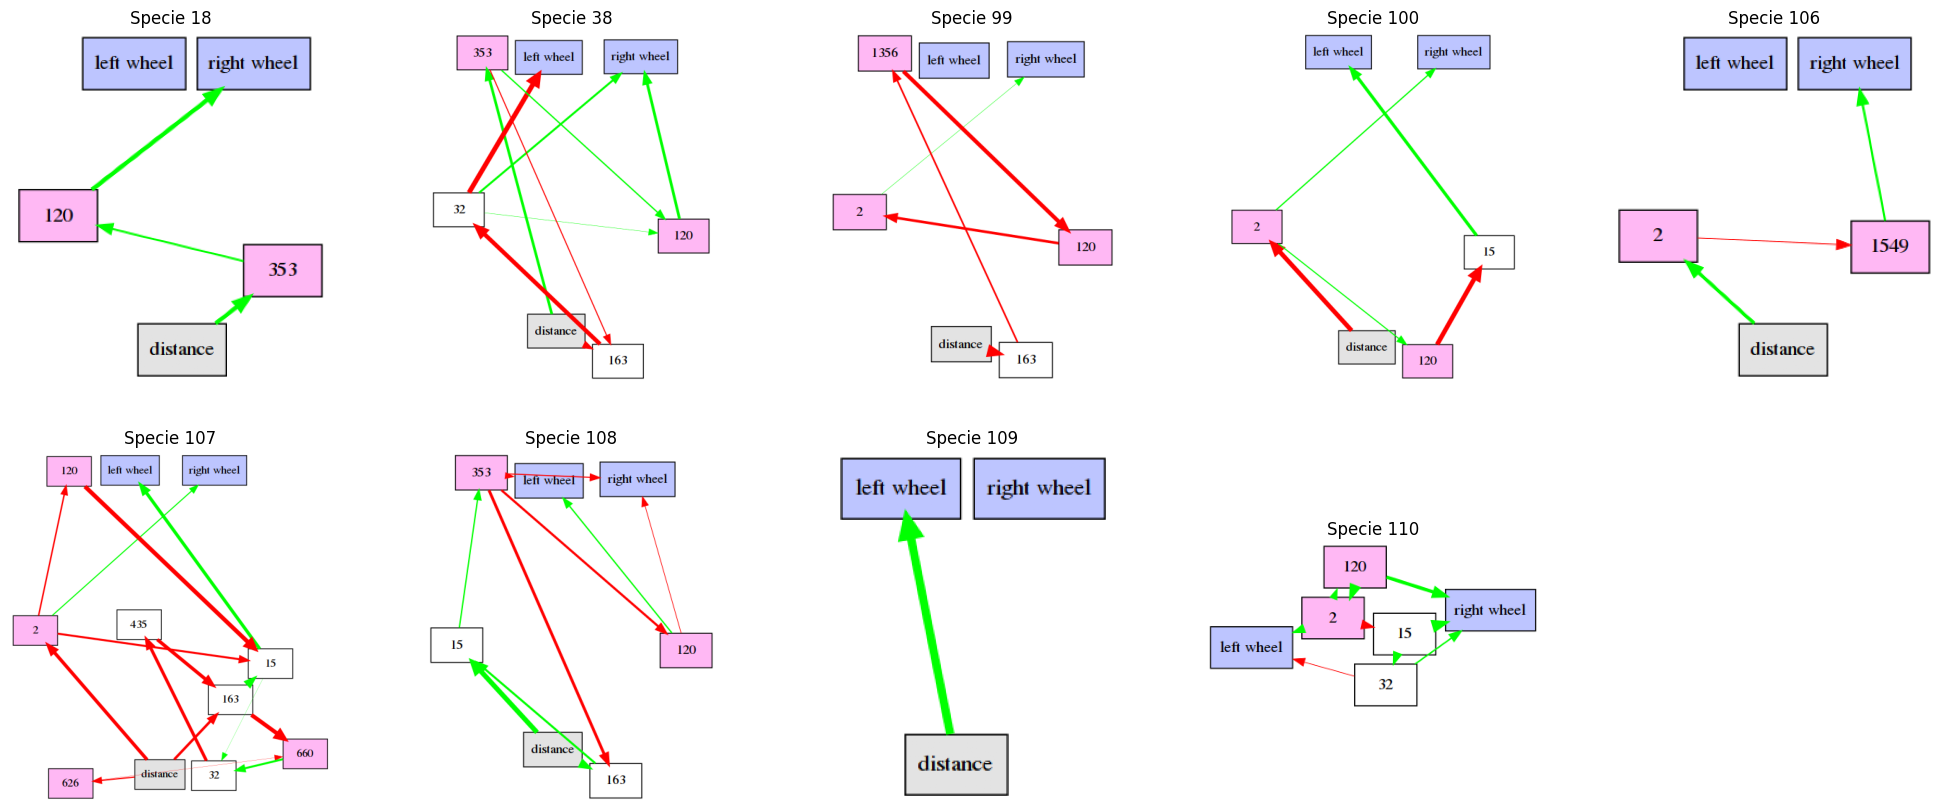 Specie 18
left wheel
right wheel
120
353
distance
Specie 38
353
left wheel
right wheel
32
120
distance
163
Specie 99
1356
left wheel
right wheel
2
120
distance
163
Specie 100
left wheel
right wheel
2
15
distance
120
Specie 106
left wheel
right wheel
2
1549
distance
Specie 107
120
left wheel
right wheel
2
435
15
163
660
626
distance
32
Specie 108
353
left wheel
right wheel
15
120
distance
163
Specie 109
left wheel
right wheel
distance
Specie 110
120
2
right wheel
15
left wheel
32